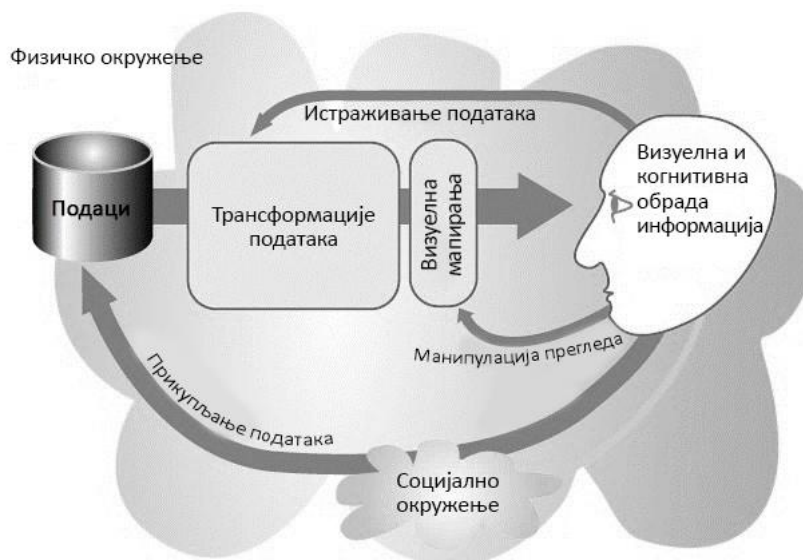 Физичко окружење
Истраживање података
Подаци
Трансформације
података
Визуелна
мапирања
Визуелна и
когнитивна
обрада
информација
Манипулација прегледа
Прикупљање података
Социјално
окружење